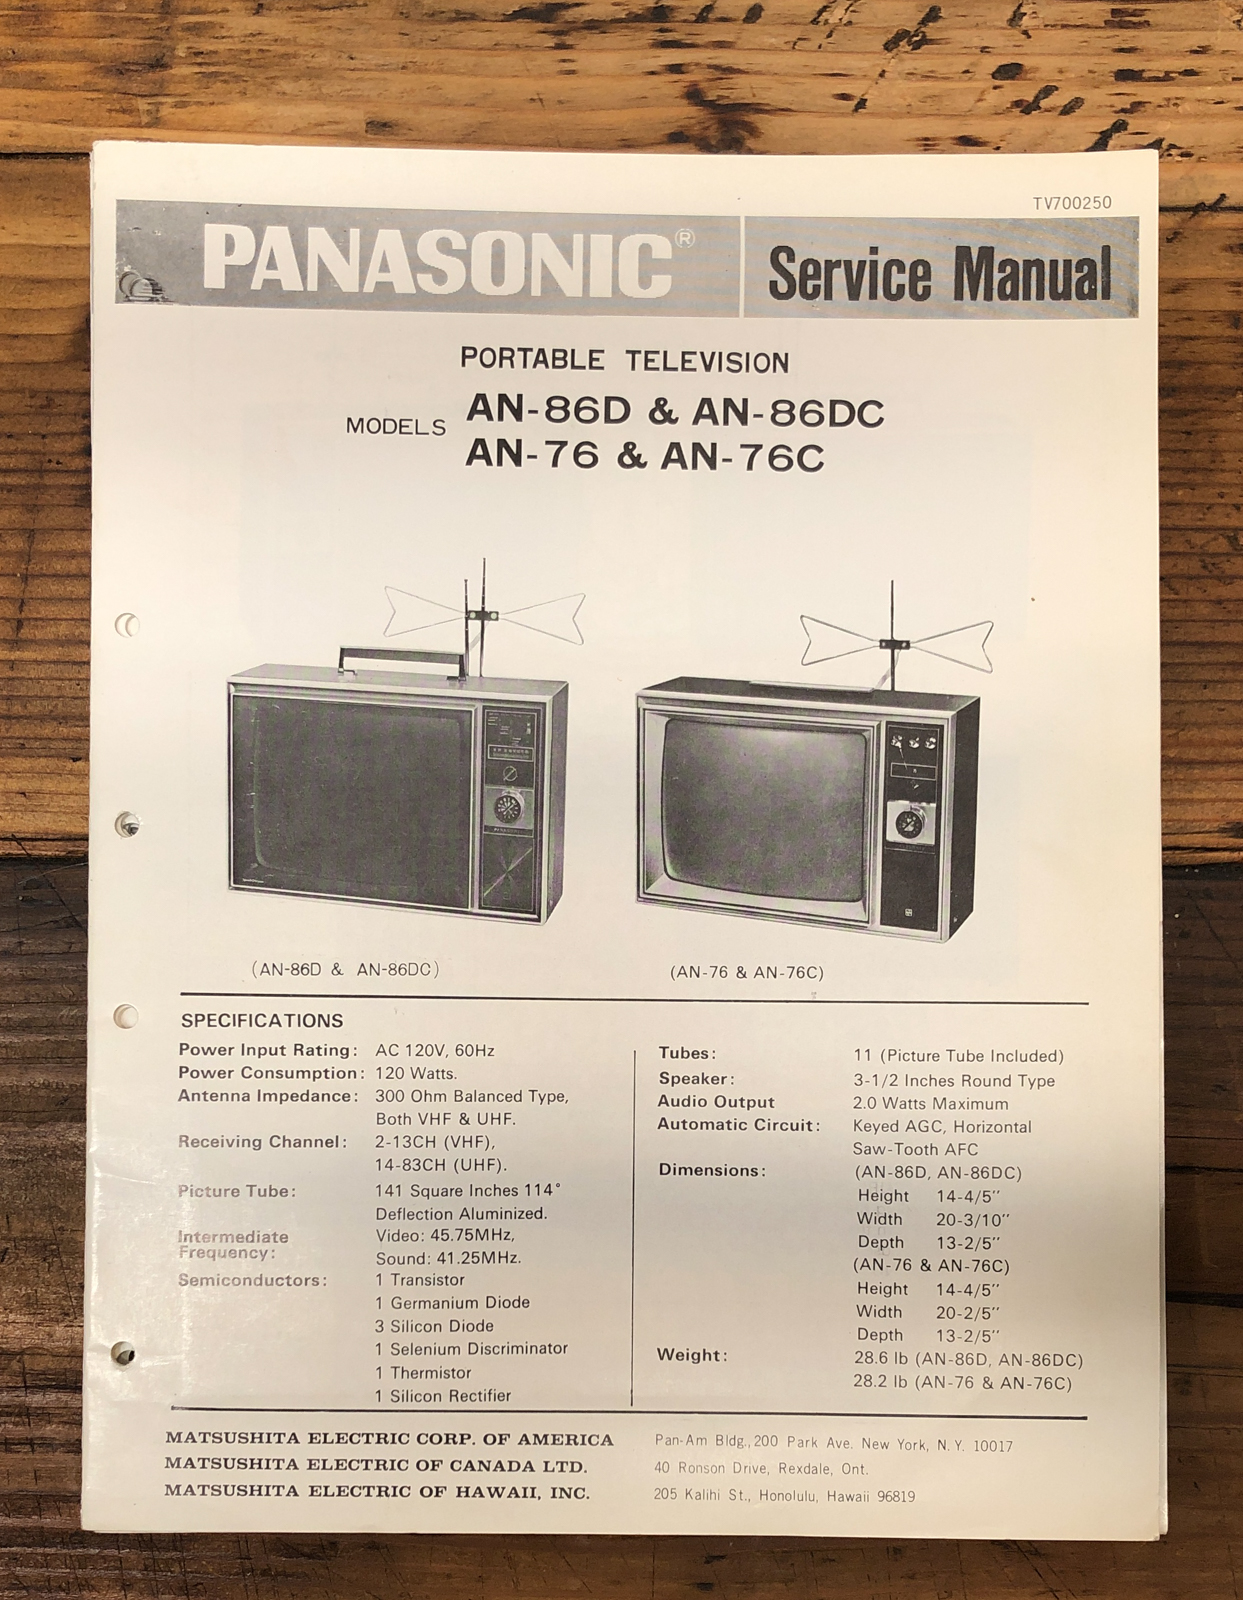 TV700250
PANASONIC®
Service Manual
PORTABLE TELEVISION
MODELS
AN-86D & AN-86DC
AN-76 & AN-76C
PANASONIC
(AN-86D & AN-86DC)
(AN-76 & AN-76C)
SPECIFICATIONS
Power Input Rating: AC 120V, 60Hz
Power Consumption: 120 Watts.
Antenna Impedance: 300 Ohm Balanced Type,
Both VHF & UHF.
Receiving Channel: 2-13CH (VHF),
14-83CH (UHF).
Picture Tube: 141 Square Inches 114°
Deflection Aluminized.
Intermediate Frequency: Video: 45.75MHz,
Sound: 41.25MHz.
Semiconductors: 1 Transistor
1 Germanium Diode
3 Silicon Diode
1 Selenium Discriminator
1 Thermistor
1 Silicon Rectifier
Tubes: 11 (Picture Tube Included)
Speaker: 3-1/2 Inches Round Type
Audio Output 2.0 Watts Maximum
Automatic Circuit: Keyed AGC, Horizontal
Saw-Tooth AFC
Dimensions: (AN-86D, AN-86DC)
Height 14-4/5"
Width 20-3/10"
Depth 13-2/5"
(AN-76 & AN-76C)
Height 14-4/5"
Width 20-2/5"
Depth 13-2/5"
Weight: 28.6 lb (AN-86D, AN-86DC)
28.2 lb (AN-76 & AN-76C)
MATSUSHITA ELECTRIC CORP. OF AMERICA Pan-Am Bldg., 200 Park Ave. New York, N.Y. 10017
MATSUSHITA ELECTRIC OF CANADA LTD. 40 Ronson Drive, Rexdale, Ont.
MATSUSHITA ELECTRIC OF HAWAII, INC. 205 Kalihi St., Honolulu, Hawaii 96819